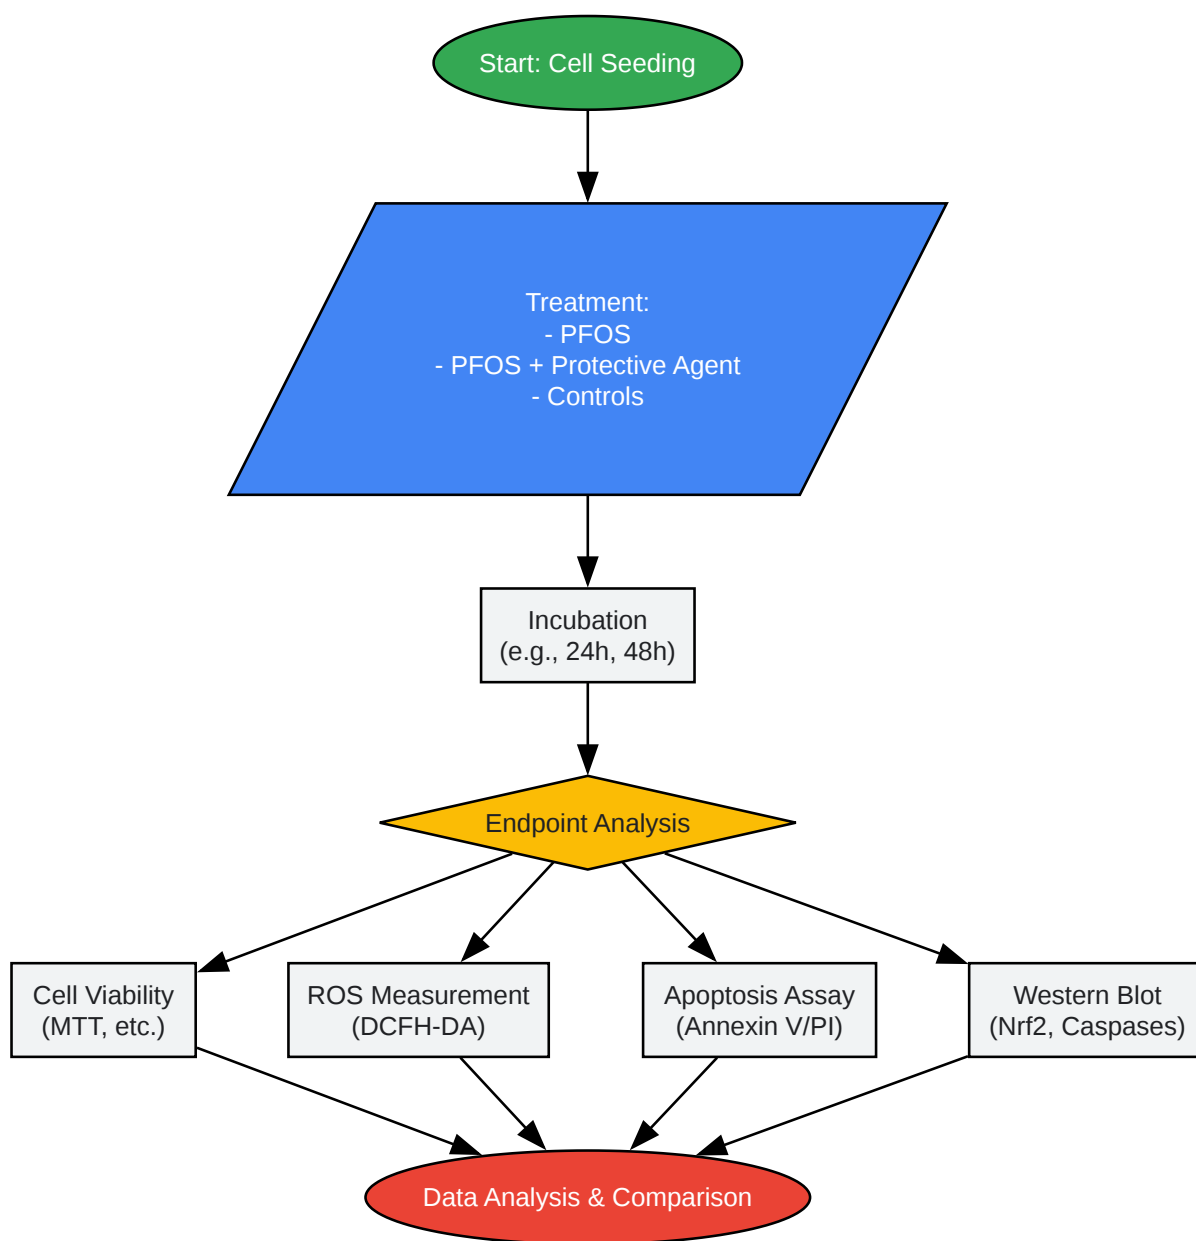 Start: Cell Seeding
Treatment:
- PFOS
- PFOS + Protective Agent
- Controls
Incubation
(e.g., 24h, 48h)
Endpoint Analysis
Cell Viability
(MTT, etc.)
ROS Measurement
(DCFH-DA)
Apoptosis Assay
(Annexin V/PI)
Western Blot
(Nrf2, Caspases)
Data Analysis & Comparison